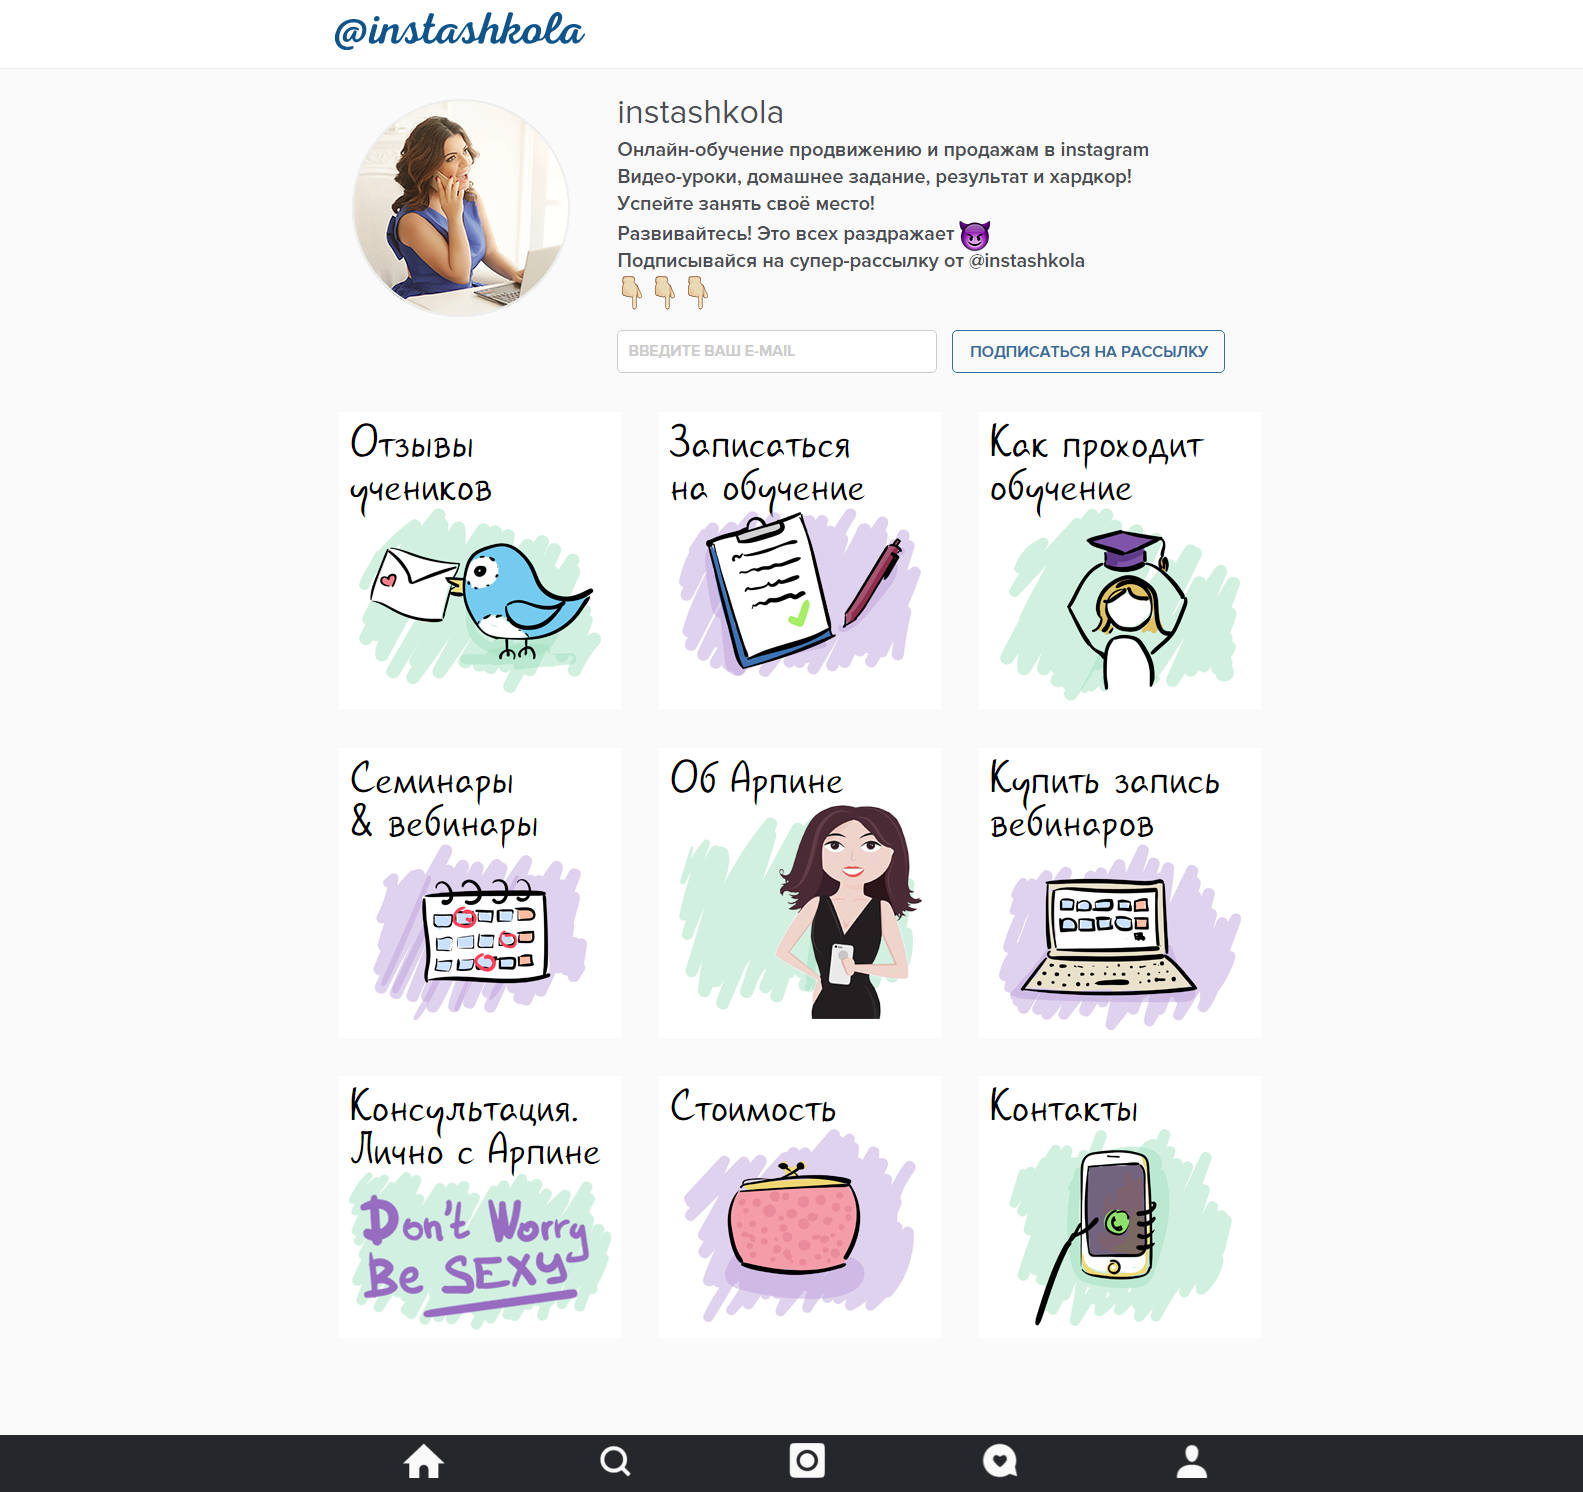 @instashkola
instashkola
Онлайн-обучение продвижению и продажам в instagram
Видео-уроки, домашнее задание, результат и хардкор!
Успейте занять своё место!
Развивайтесь! Это всех раздражает 😈
Подписывайся на супер-рассылку от @instashkola
👇🏼 👇🏼 👇🏼
ВВЕДИТЕ ВАШ E-MAIL
ПОДПИСАТЬСЯ НА РАССЫЛКУ
Отзывы
учеников
Записаться
на обучение
Как проходит
обучение
Семинары
& вебинары
Об Арпине
Купить запись
вебинаров
Консультация.
Лично с Арпине
Don't Worry
Be SEXY
Стоимость
Контакты